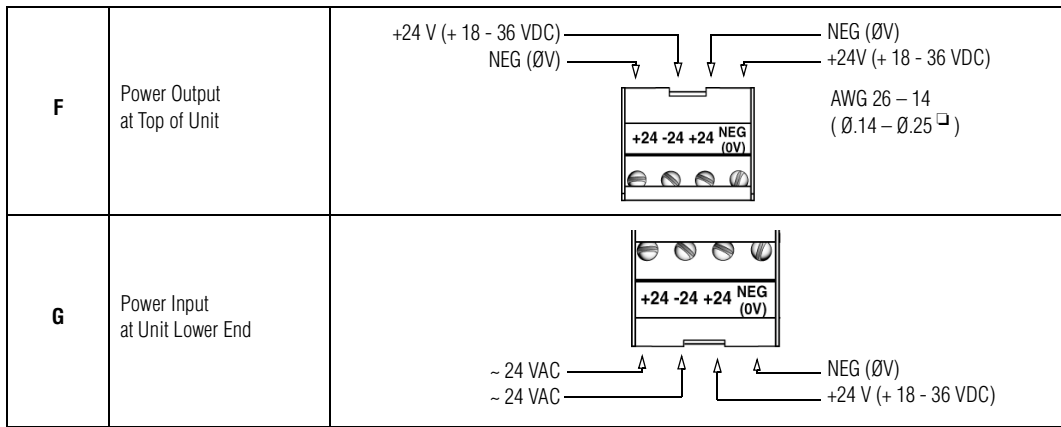 F
Power Output
at Top of Unit
+24 V (+ 18 - 36 VDC)
NEG (ØV)
NEG (ØV)
+24V (+ 18 - 36 VDC)
AWG 26 – 14
( Ø.14 – Ø.25 ❏ )
+24 -24 +24 NEG
(0V)
G
Power Input
at Unit Lower End
+24 -24 +24 NEG
(0V)
~ 24 VAC
~ 24 VAC
NEG (ØV)
+24 V (+ 18 - 36 VDC)